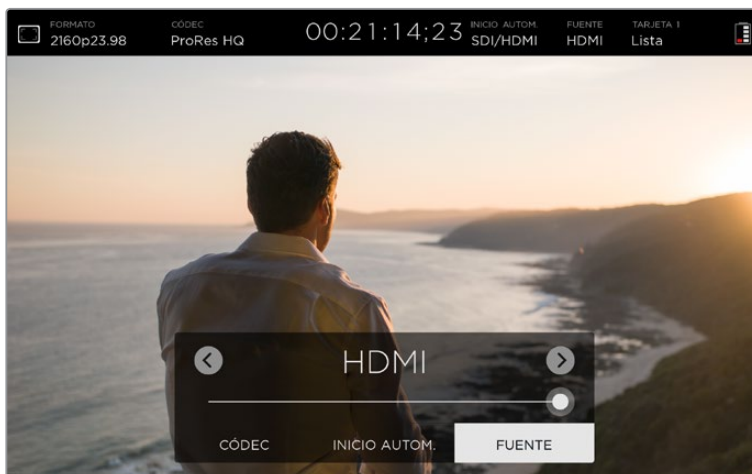 FORMATO
2160p23.98
CÓDEC
ProRes HQ
00:21:14;23
INICIO AUTOM.
SDI/HDMI
FUENTE
HDMI
TARJETA 1
Lista
HDMI
CÓDEC
INICIO AUTOM.
FUENTE